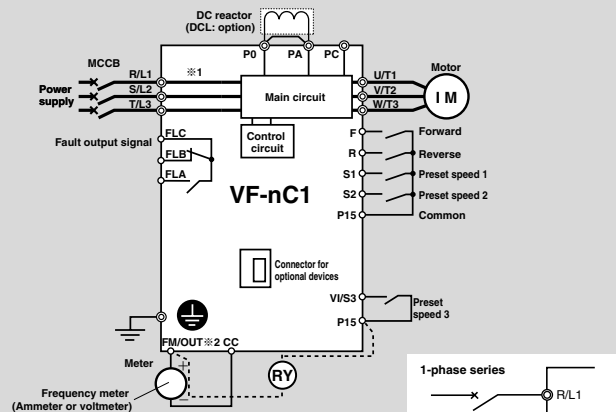 DC reactor
(DCL: option)
P0 PA PC
MCCB
R/L1 ※1 U/T1 Motor
Power
supply
S/L2 Main circuit V/T2 I M
T/L3 W/T3
Control
circuit
Fault output signal
FLC
FLB
FLA
VF-nC1
F Forward
R Reverse
S1 Preset speed 1
S2 Preset speed 2
P15 Common
Connector for
optional devices
VI/S3 Preset
speed 3
P15
FM/OUT※2 CC
Meter
+
−
RY
Frequency meter
(Ammeter or voltmeter)
1-phase series
R/L1